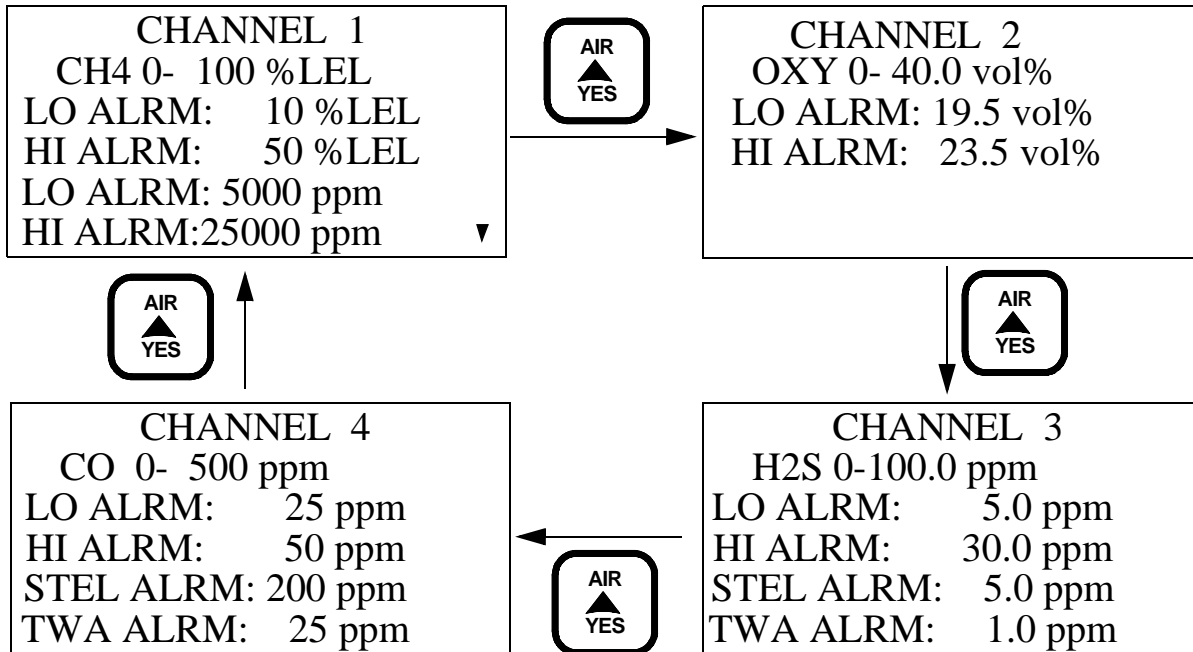 CHANNEL 1
CH4 0- 100 %LEL
LO ALRM: 10 %LEL
HI ALRM: 50 %LEL
LO ALRM: 5000 ppm
HI ALRM:25000 ppm
AIR
YES
CHANNEL 2
OXY 0- 40.0 vol%
LO ALRM: 19.5 vol%
HI ALRM: 23.5 vol%
AIR
YES
AIR
YES
CHANNEL 4
CO 0- 500 ppm
LO ALRM: 25 ppm
HI ALRM: 50 ppm
STEL ALRM: 200 ppm
TWA ALRM: 25 ppm
AIR
YES
CHANNEL 3
H2S 0-100.0 ppm
LO ALRM: 5.0 ppm
HI ALRM: 30.0 ppm
STEL ALRM: 5.0 ppm
TWA ALRM: 1.0 ppm